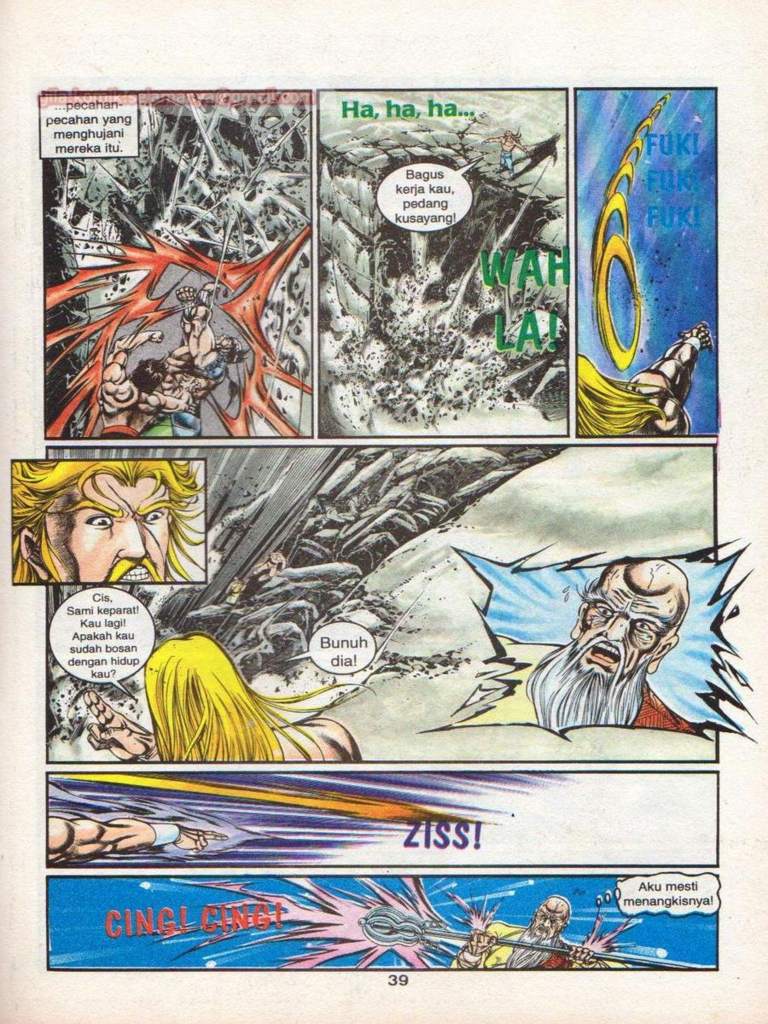 ...pecahan-
pecahan yang
menghujani
mereka itu.
Ha, ha, ha...
Bagus
kerja kau,
pedang
kusayang!
WAH
LA!
FUK!
FUK!
FUK!
Cis,
Sami keparat!
Kau lagi!
Apakah kau
sudah bosan
dengan hidup
kau?
Bunuh
dia!
ZISS!
CING! CING!
Aku mesti
menangkisnya!
39